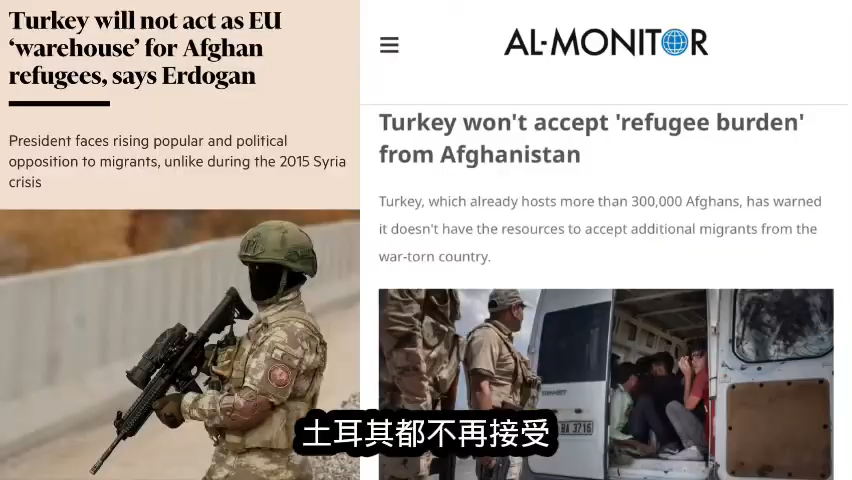 Turkey will not act as EU
‘warehouse’ for Afghan
refugees, says Erdogan
President faces rising popular and political
opposition to migrants, unlike during the 2015 Syria
crisis
AL-MONITOR
Turkey won't accept 'refugee burden'
from Afghanistan
Turkey, which already hosts more than 300,000 Afghans, has warned
it doesn't have the resources to accept additional migrants from the
war-torn country.
土耳其都不再接受